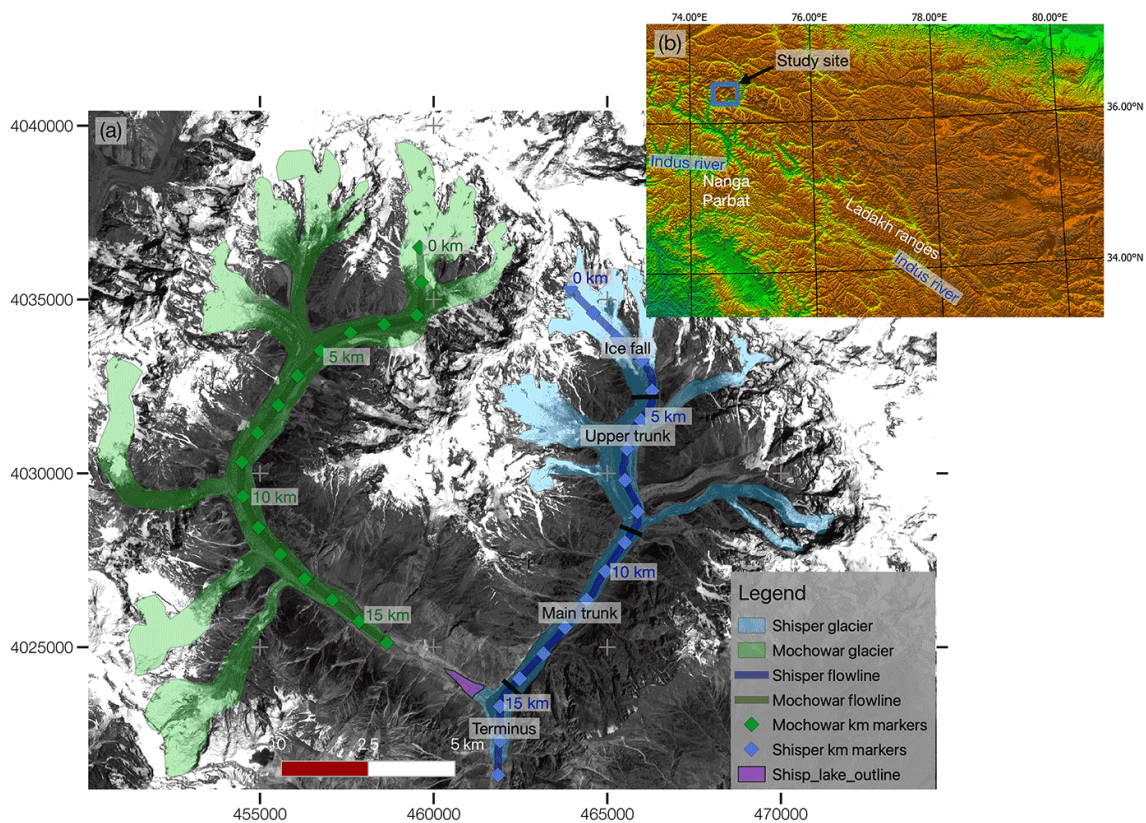 74.00°E
76.00°E
78.00°E
80.00°E
(b)
Study site
36.00°N
Indus river
Nanga
Parbat
Ladakh ranges
Indus river
34.00°N
(a)
4040000
4035000
4030000
4025000
0 km
5 km
10 km
15 km
0 km
Ice fall
5 km
Upper trunk
10 km
Main trunk
15 km
Terminus
2.5
5 km
Legend
Shisper glacier
Mochowar glacier
Shisper flowline
Mochowar flowline
Mochowar km markers
Shisper km markers
Shisp_lake_outline
455000
460000
465000
470000